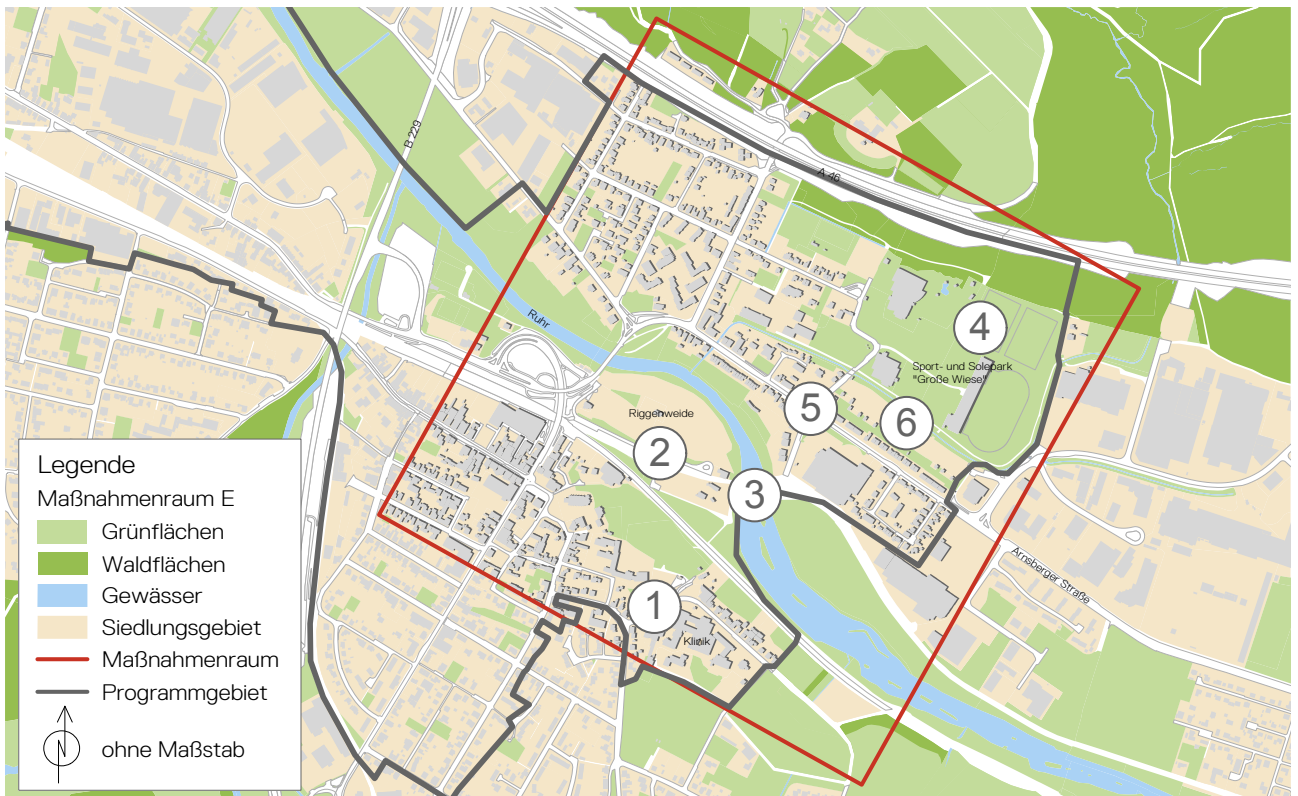 B 229
A 46
Ruhr
4
Sport- und Solepark
"Große Wiese"
5
6
Riggenweide
2
3
Arnsberger Straße
1
Klinik
Legende
Maßnahmenraum E
Grünflächen
Waldflächen
Gewässer
Siedlungsgebiet
Maßnahmenraum
Programmgebiet
N
ohne Maßstab